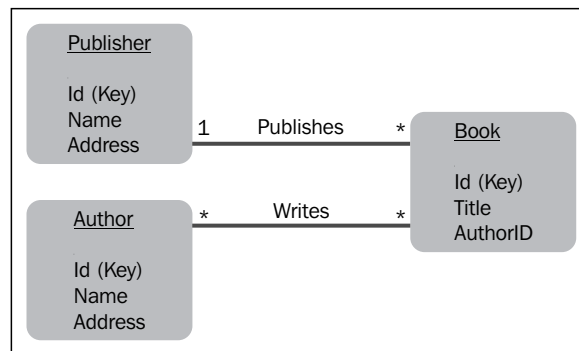 Publisher
Id (Key)
Name
Address
1 Publishes *
Book
Id (Key)
Title
AuthorID
* Writes *
Author
Id (Key)
Name
Address